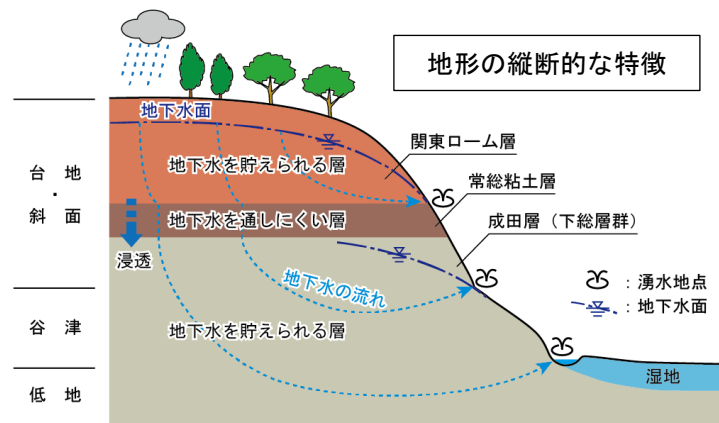 地形の縦断的な特徴
地下水面
関東ローム層
地下水を貯えられる層
台地
・
斜面
常総粘土層
地下水を通しにくい層
成田層（下総層群）
浸透
地下水の流れ
：湧水地点
：地下水面
谷津
地下水を貯えられる層
湿地
低地